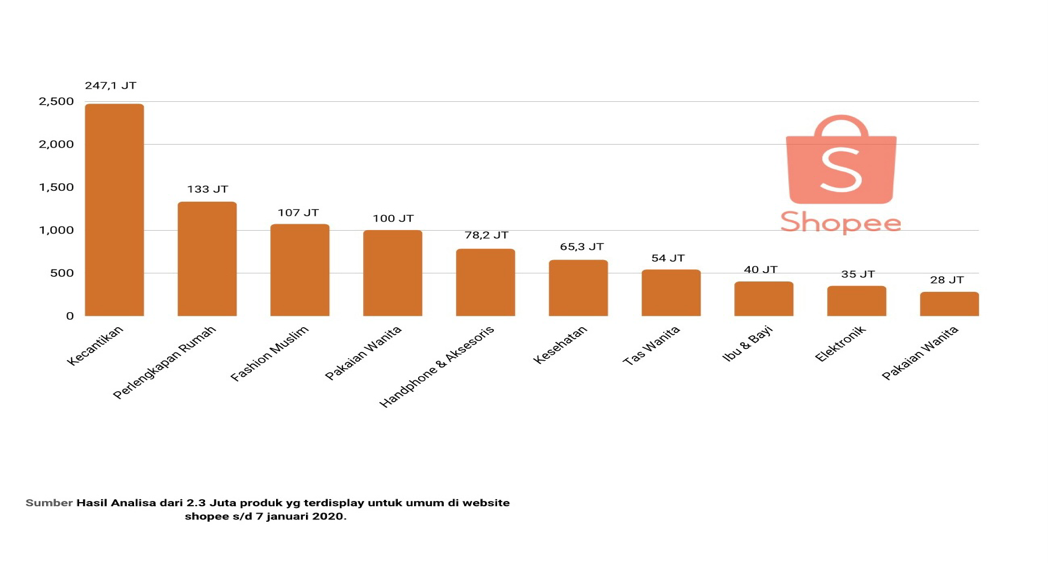 247,1 JT
2,500
2,000
1,500
1,000
500
0
133 JT
107 JT
100 JT
78,2 JT
65,3 JT
54 JT
40 JT
35 JT
28 JT
S
Shopee
Kecantikan
Perlengkapan Rumah
Fashion Muslim
Pakaian Wanita
Handphone & Aksesoris
Kesehatan
Tas Wanita
Ibu & Bayi
Elektronik
Pakaian Wanita
Sumber Hasil Analisa dari 2.3 Juta produk yg terdisplay untuk umum di website
shopee s/d 7 januari 2020.